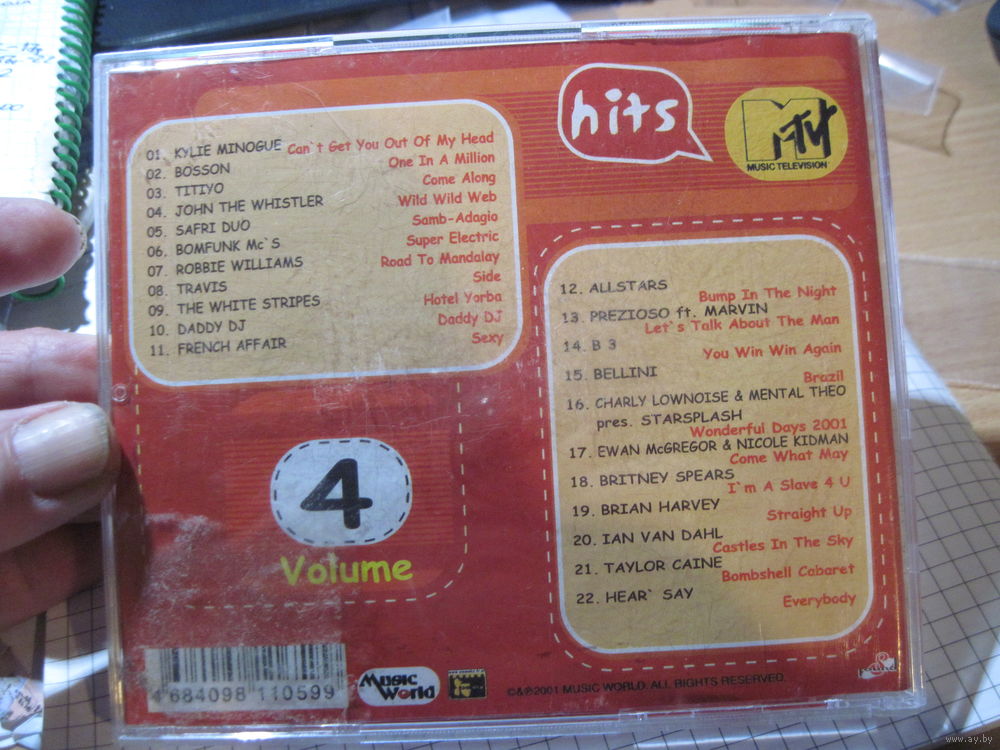 hits
MTV
MUSIC TELEVISION
01. KYLIE MINOGUE Can`t Get You Out Of My Head
02. BOSSON One In A Million
03. TITIYO Come Along
04. JOHN THE WHISTLER Wild Wild Web
05. SAFRI DUO Samb-Adagio
06. BOMFUNK Mc`S Super Electric
07. ROBBIE WILLIAMS Road To Mandalay
08. TRAVIS Side
09. THE WHITE STRIPES Hotel Yorba
10. DADDY DJ Daddy DJ
11. FRENCH AFFAIR Sexy
12. ALLSTARS
Bump In The Night
13. PREZIOSO ft. MARVIN
Let`s Talk About The Man
14. B 3
You Win Win Again
15. BELLINI
Brazil
16. CHARLY LOWNOISE & MENTAL THEO
pres. STARSPLASH
Wonderful Days 2001
17. EWAN McGREGOR & NICOLE KIDMAN
Come What May
18. BRITNEY SPEARS
I`m A Slave 4 U
19. BRIAN HARVEY
Straight Up
20. IAN VAN DAHL
Castles In The Sky
21. TAYLOR CAINE
Bombshell Cabaret
22. HEAR` SAY
Everybody
4
Volume
4 684098 110599
Music World
©&℗2001 MUSIC WORLD. ALL RIGHTS RESERVED.
www.ay.by